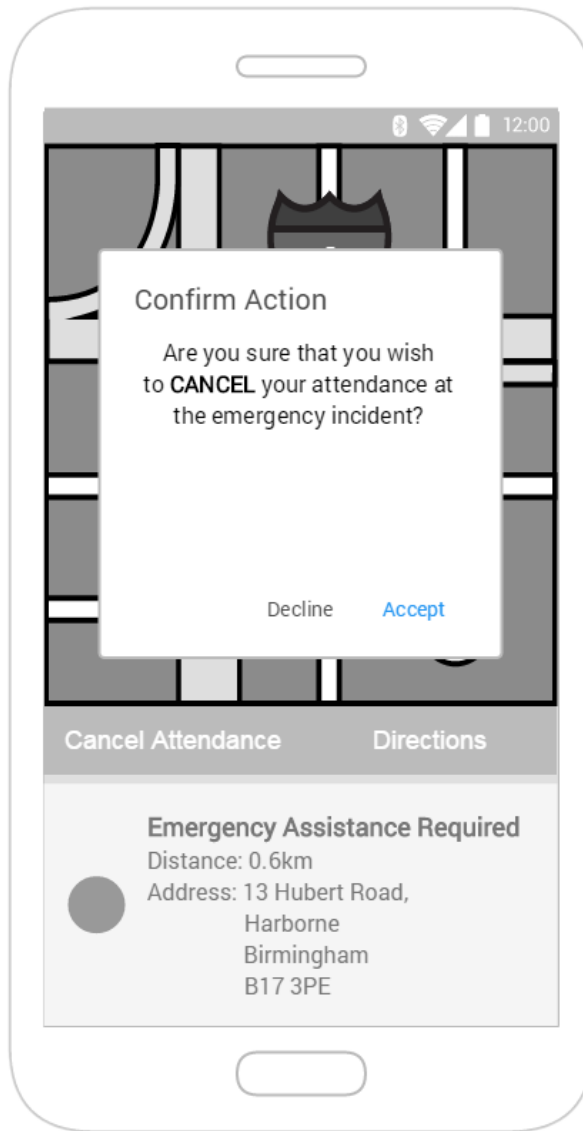 12:00
Confirm Action
Are you sure that you wish
to CANCEL your attendance at
the emergency incident?
Decline Accept
Cancel Attendance Directions
Emergency Assistance Required
Distance: 0.6km
Address: 13 Hubert Road,
Harborne
Birmingham
B17 3PE